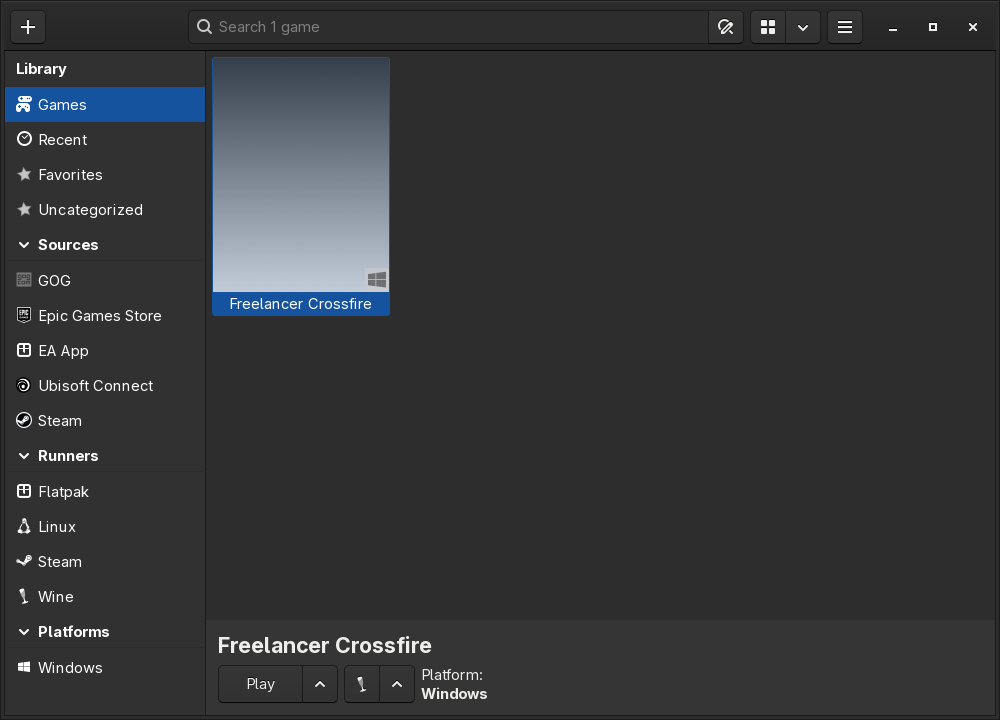 Search 1 game
Library
Games
Recent
Favorites
Uncategorized
Sources
GOG
Epic Games Store
EA App
Ubisoft Connect
Steam
Runners
Flatpak
Linux
Steam
Wine
Platforms
Windows
Freelancer Crossfire
Freelancer Crossfire
Play
Platform:
Windows